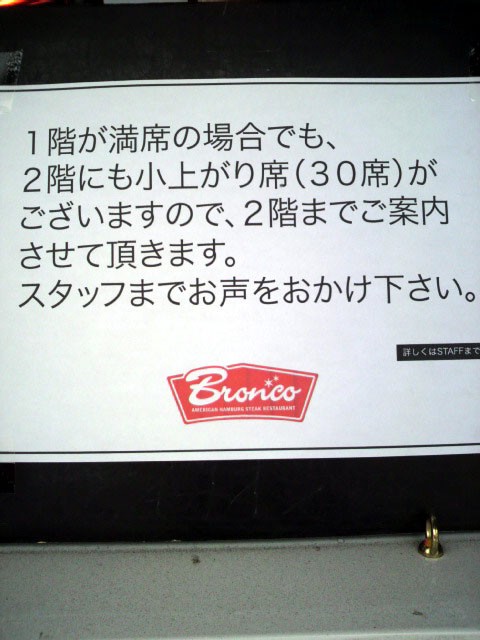 １階が満席の場合でも、
２階にも小上がり席（３０席）が
ございますので、２階までご案内
させて頂きます。
スタッフまでお声をおかけ下さい。
詳しくはSTAFFまで
Bronco
AMERICAN HAMBURG STEAK RESTAURANT